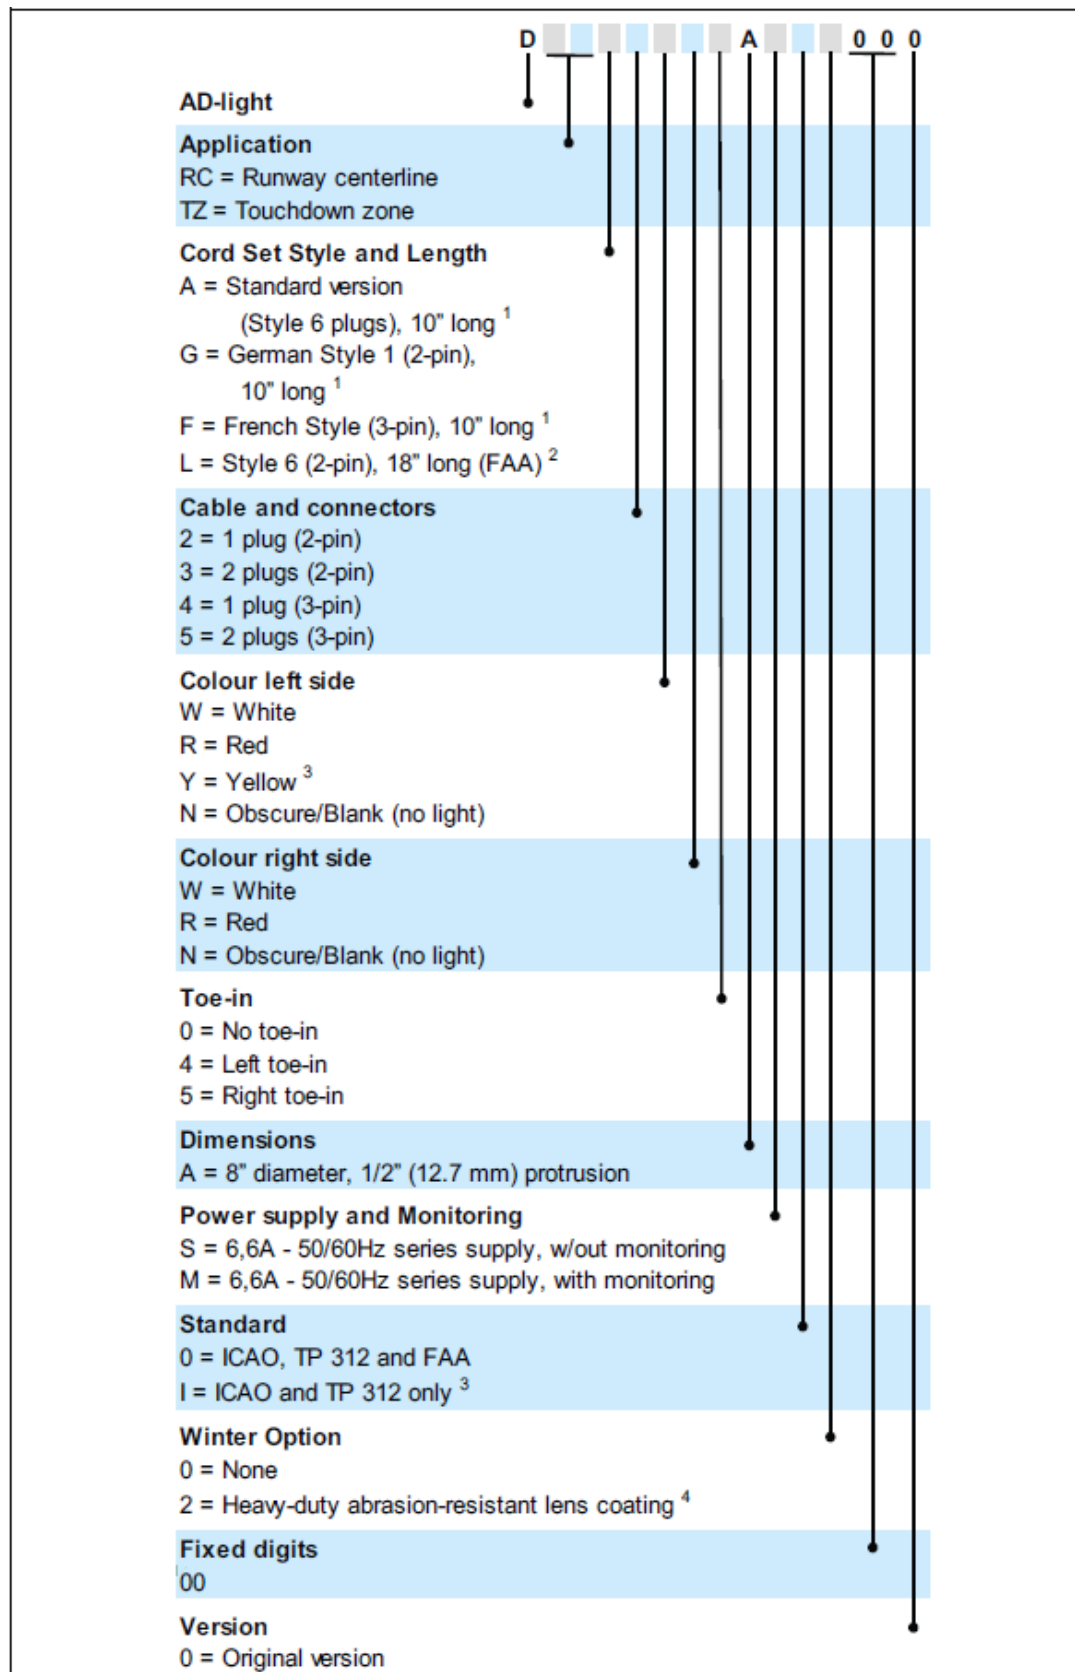 D A 0 0 0
AD-light
Application
RC = Runway centerline
TZ = Touchdown zone
Cord Set Style and Length
A = Standard version
(Style 6 plugs), 10” long 1
G = German Style 1 (2-pin),
10” long 1
F = French Style (3-pin), 10” long 1
L = Style 6 (2-pin), 18” long (FAA) 2
Cable and connectors
2 = 1 plug (2-pin)
3 = 2 plugs (2-pin)
4 = 1 plug (3-pin)
5 = 2 plugs (3-pin)
Colour left side
W = White
R = Red
Y = Yellow 3
N = Obscure/Blank (no light)
Colour right side
W = White
R = Red
N = Obscure/Blank (no light)
Toe-in
0 = No toe-in
4 = Left toe-in
5 = Right toe-in
Dimensions
A = 8” diameter, 1/2” (12.7 mm) protrusion
Power supply and Monitoring
S = 6,6A - 50/60Hz series supply, w/out monitoring
M = 6,6A - 50/60Hz series supply, with monitoring
Standard
0 = ICAO, TP 312 and FAA
I = ICAO and TP 312 only 3
Winter Option
0 = None
2 = Heavy-duty abrasion-resistant lens coating 4
Fixed digits
00
Version
0 = Original version